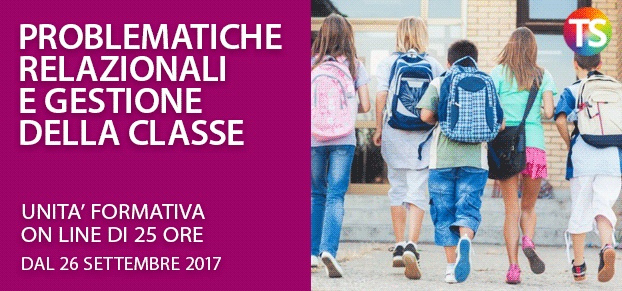 PROBLEMATICHE
RELAZIONALI
E GESTIONE
DELLA CLASSE
UNITA’ FORMATIVA
ON LINE DI 25 ORE
DAL 26 SETTEMBRE 2017
TS